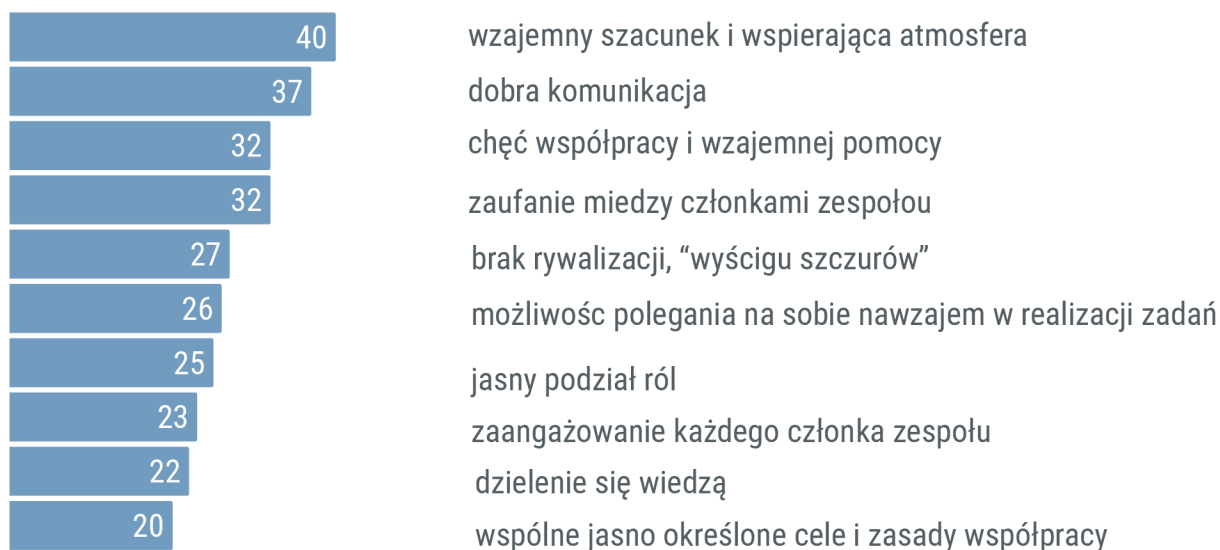 40 wzajemny szacunek i wspierająca atmosfera
37 dobra komunikacja
32 chęć współpracy i wzajemnej pomocy
32 zaufanie miedzy członkami zespołou
27 brak rywalizacji, “wyścigu szczurów”
26 możliwośc polegania na sobie nawzajem w realizacji zadań
25 jasny podział ról
23 zaangażowanie każdego członka zespołu
22 dzielenie się wiedzą
20 wspólne jasno określone cele i zasady współpracy